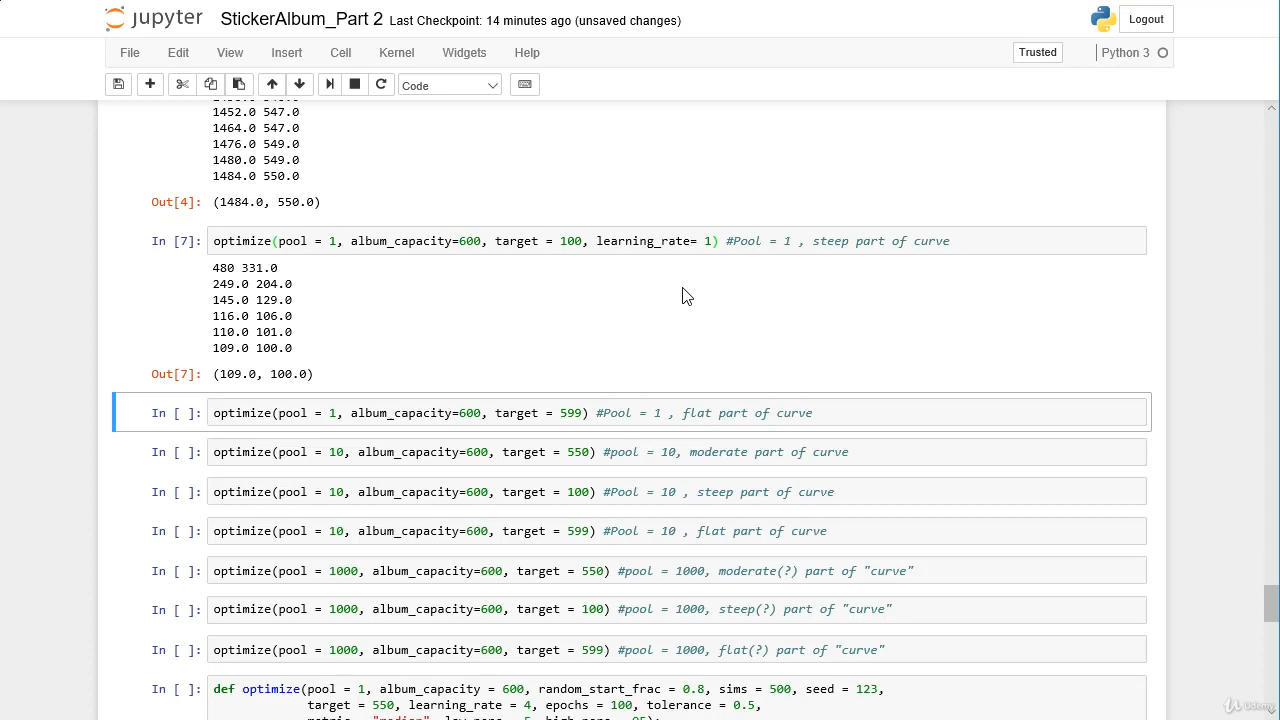 jupyter StickerAlbum_Part 2 Last Checkpoint: 14 minutes ago (unsaved changes) Logout
File Edit View Insert Cell Kernel Widgets Help Trusted Python 3
Code
1452.0 547.0
1464.0 547.0
1476.0 549.0
1480.0 549.0
1484.0 550.0
Out[4]: (1484.0, 550.0)
In [7]: optimize(pool = 1, album_capacity=600, target = 100, learning_rate= 1) #Pool = 1 , steep part of curve
480 331.0
249.0 204.0
145.0 129.0
116.0 106.0
110.0 101.0
109.0 100.0
Out[7]: (109.0, 100.0)
In [ ]: optimize(pool = 1, album_capacity=600, target = 599) #Pool = 1 , flat part of curve
In [ ]: optimize(pool = 10, album_capacity=600, target = 550) #pool = 10, moderate part of curve
In [ ]: optimize(pool = 10, album_capacity=600, target = 100) #Pool = 10 , steep part of curve
In [ ]: optimize(pool = 10, album_capacity=600, target = 599) #Pool = 10 , flat part of curve
In [ ]: optimize(pool = 1000, album_capacity=600, target = 550) #pool = 1000, moderate(?) part of "curve"
In [ ]: optimize(pool = 1000, album_capacity=600, target = 100) #pool = 1000, steep(?) part of "curve"
In [ ]: optimize(pool = 1000, album_capacity=600, target = 599) #pool = 1000, flat(?) part of "curve"
In [ ]: def optimize(pool = 1, album_capacity = 600, random_start_frac = 0.8, sims = 500, seed = 123,
target = 550, learning_rate = 4, epochs = 100, tolerance = 0.5,
Udemy